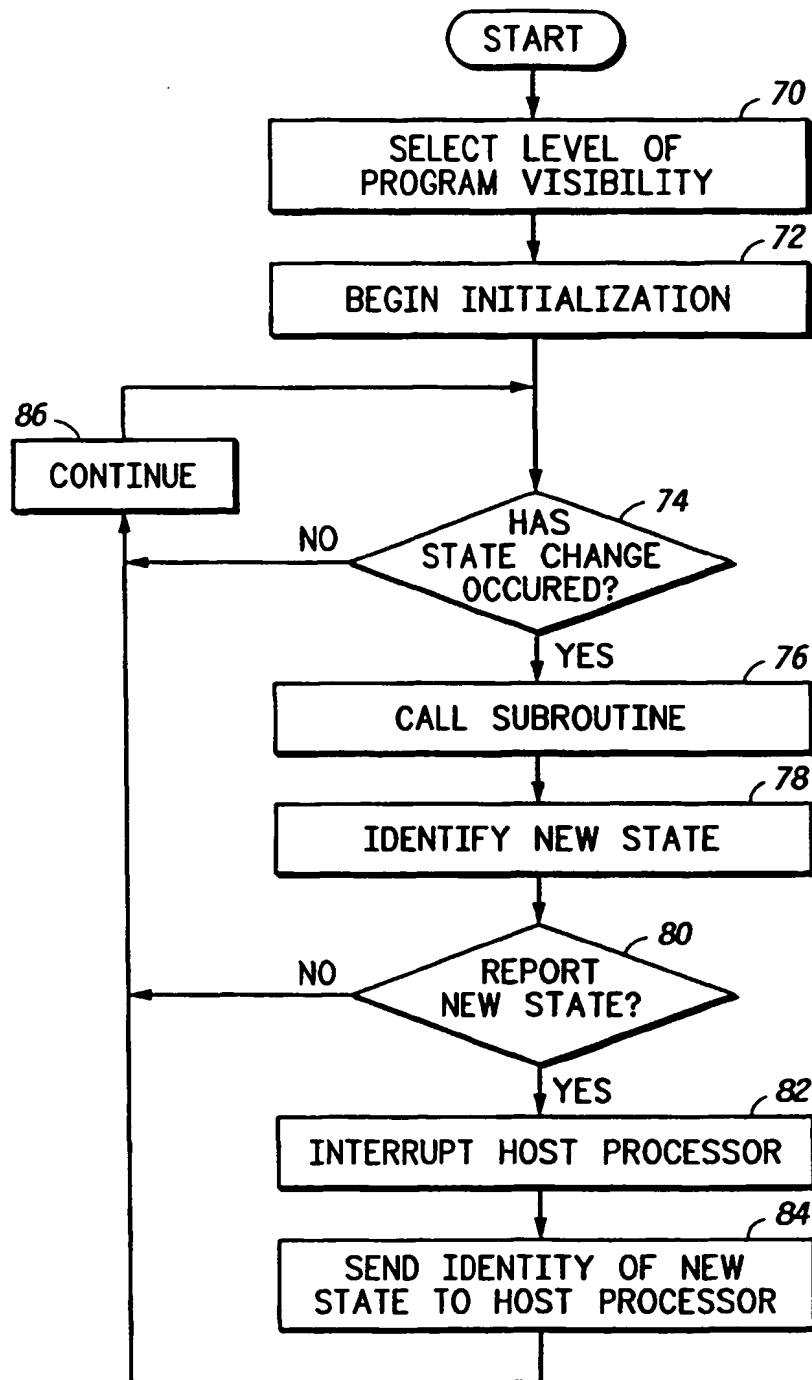 START
70
SELECT LEVEL OF
PROGRAM VISIBILITY
72
BEGIN INITIALIZATION
86
CONTINUE
74
HAS
STATE CHANGE
OCCURED?
NO
YES
76
CALL SUBROUTINE
78
IDENTIFY NEW STATE
80
REPORT
NEW STATE?
NO
YES
82
INTERRUPT HOST PROCESSOR
84
SEND IDENTITY OF NEW
STATE TO HOST PROCESSOR